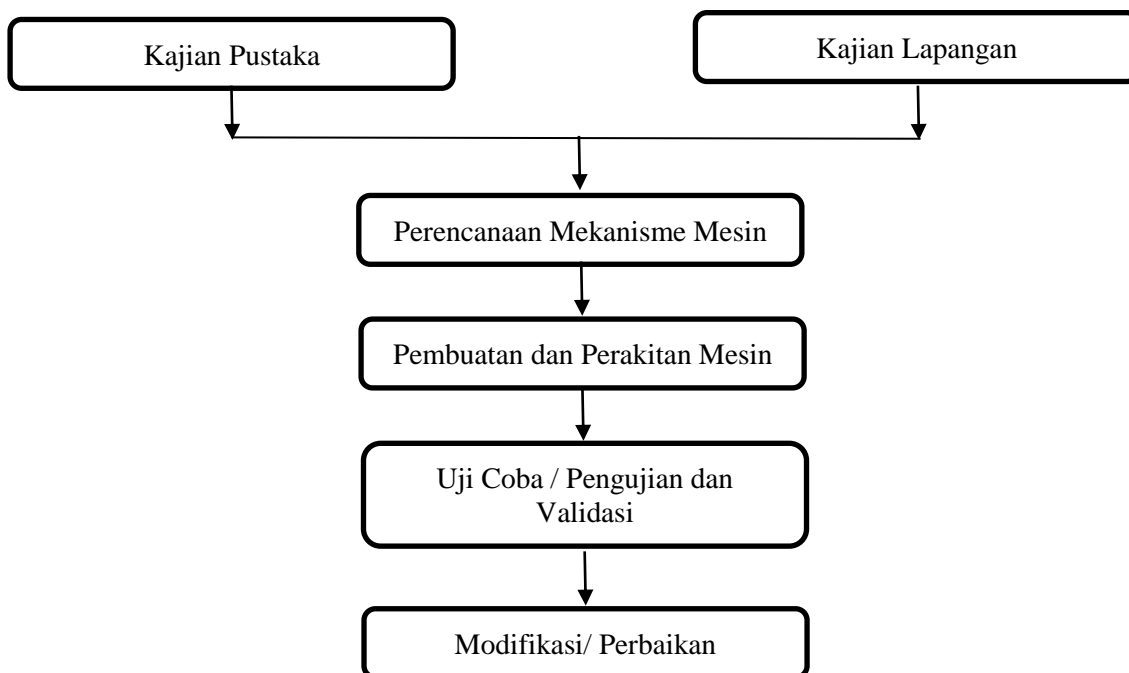 Kajian Pustaka
Kajian Lapangan
Perencanaan Mekanisme Mesin
Pembuatan dan Perakitan Mesin
Uji Coba / Pengujian dan
Validasi
Modifikasi/ Perbaikan